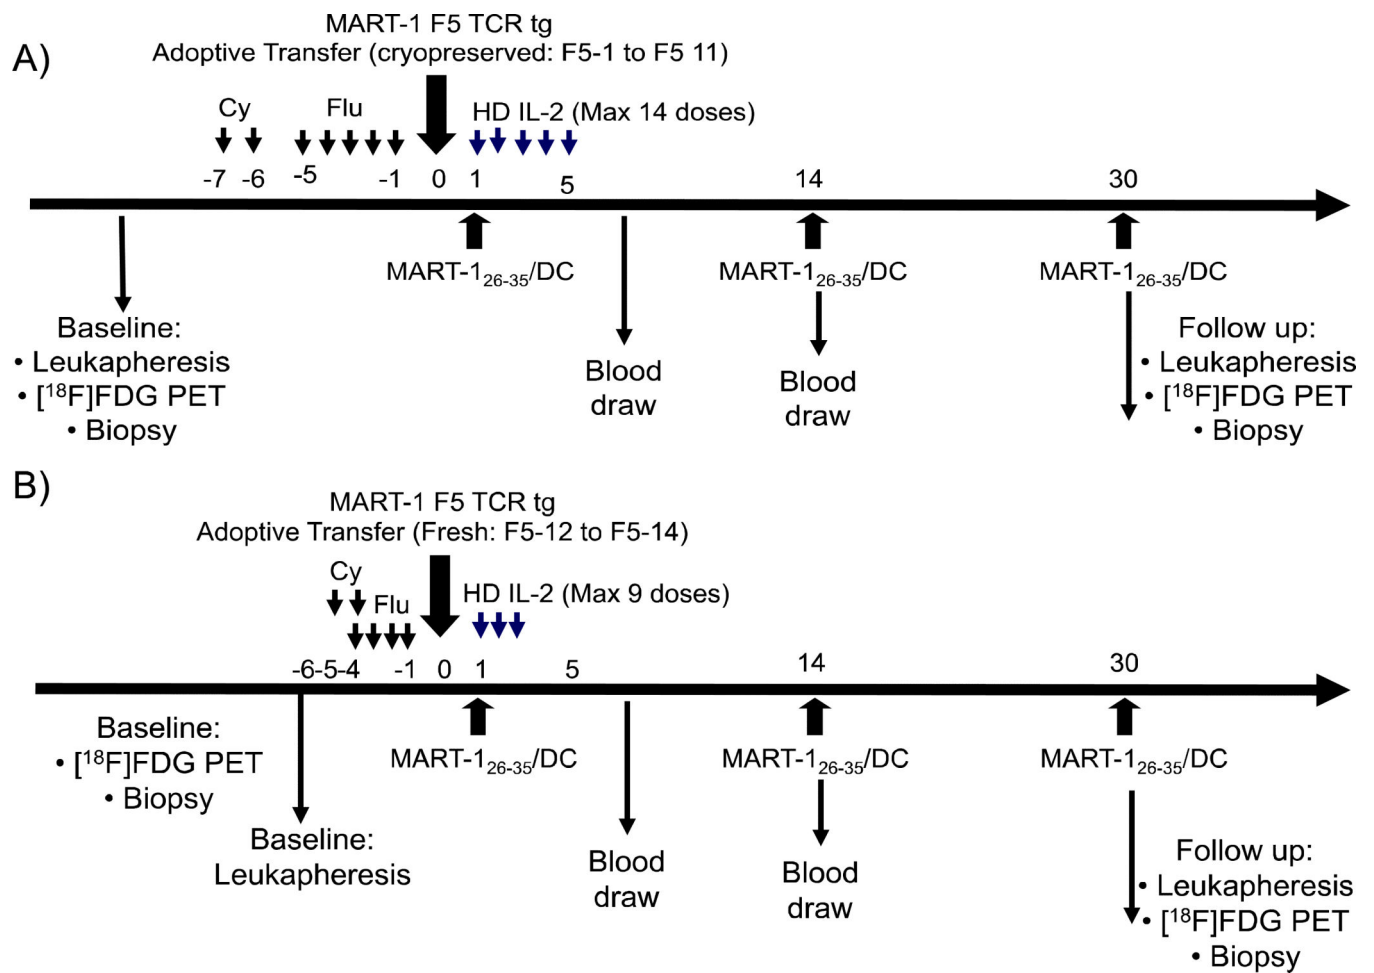 A)
MART-1 F5 TCR tg
Adoptive Transfer (cryopreserved: F5-1 to F5 11)
Cy
Flu
HD IL-2 (Max 14 doses)
-7 -6 -5 -1 0 1 5 14 30
MART-1₂₆₋₃₅/DC
MART-1₂₆₋₃₅/DC
MART-1₂₆₋₃₅/DC
Baseline:
• Leukapheresis
• [¹⁸F]FDG PET
• Biopsy
Blood
draw
Blood
draw
Follow up:
• Leukapheresis
• [¹⁸F]FDG PET
• Biopsy
B)
MART-1 F5 TCR tg
Adoptive Transfer (Fresh: F5-12 to F5-14)
Cy
Flu
HD IL-2 (Max 9 doses)
-6-5-4 -1 0 1 5 14 30
Baseline:
• [¹⁸F]FDG PET
• Biopsy
MART-1₂₆₋₃₅/DC
MART-1₂₆₋₃₅/DC
MART-1₂₆₋₃₅/DC
Baseline:
Leukapheresis
Blood
draw
Blood
draw
Follow up:
• Leukapheresis
• [¹⁸F]FDG PET
• Biopsy